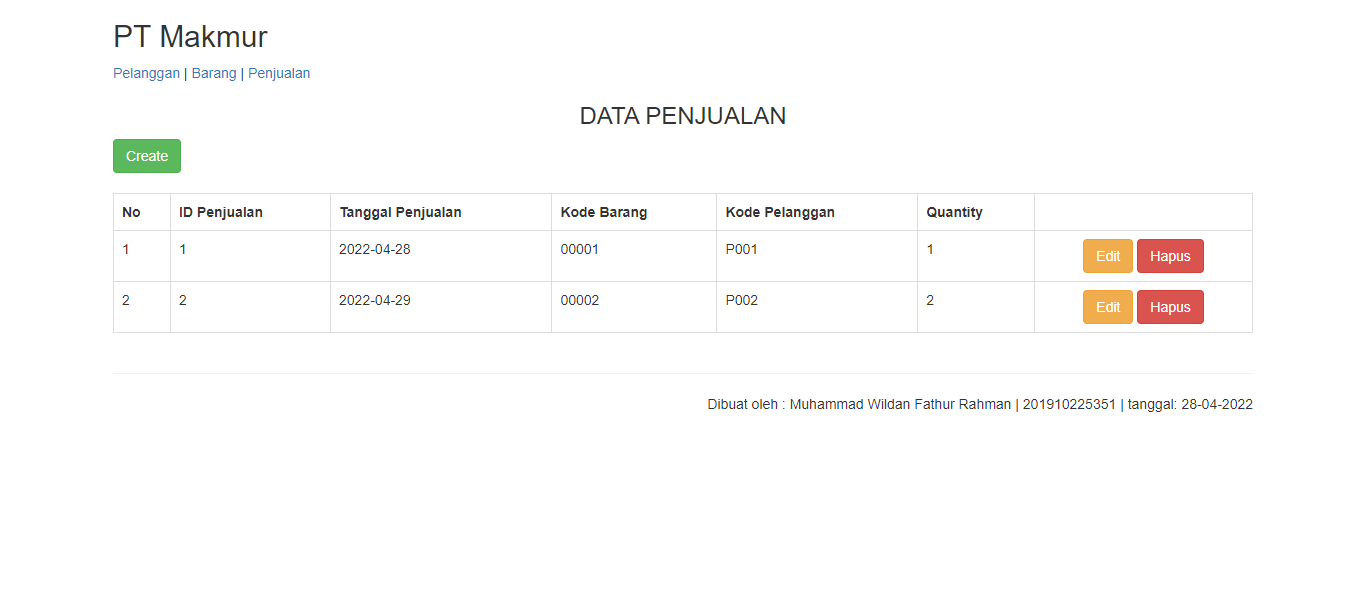 PT Makmur
Pelanggan | Barang | Penjualan
DATA PENJUALAN
Create
No ID Penjualan Tanggal Penjualan Kode Barang Kode Pelanggan Quantity
1 1 2022-04-28 00001 P001 1 Edit Hapus
2 2 2022-04-29 00002 P002 2 Edit Hapus
Dibuat oleh : Muhammad Wildan Fathur Rahman | 201910225351 | tanggal: 28-04-2022